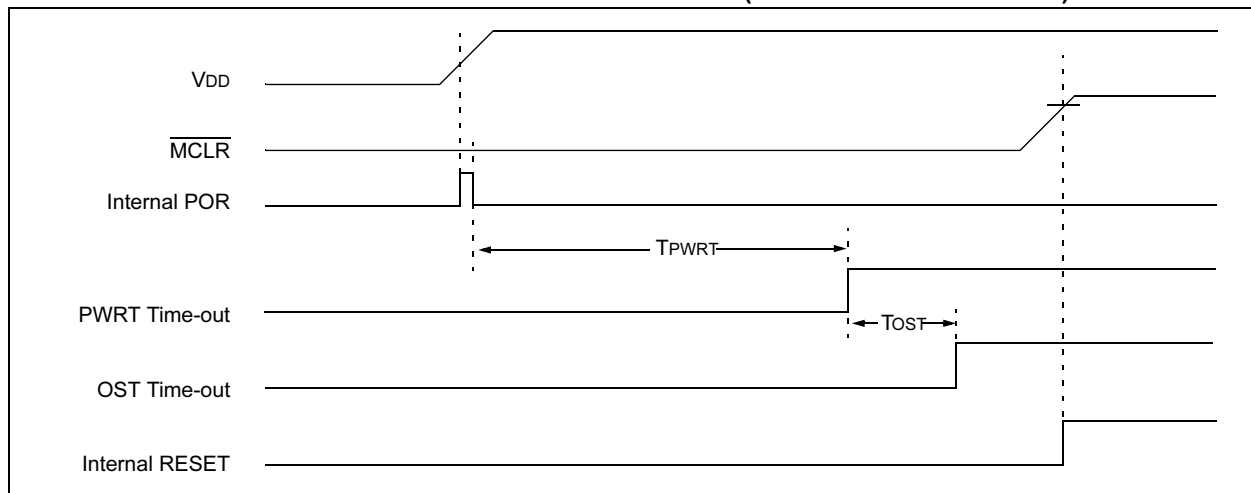 VDD
MCLR
Internal POR
TPWRT
PWRT Time-out
TOST
OST Time-out
Internal RESET